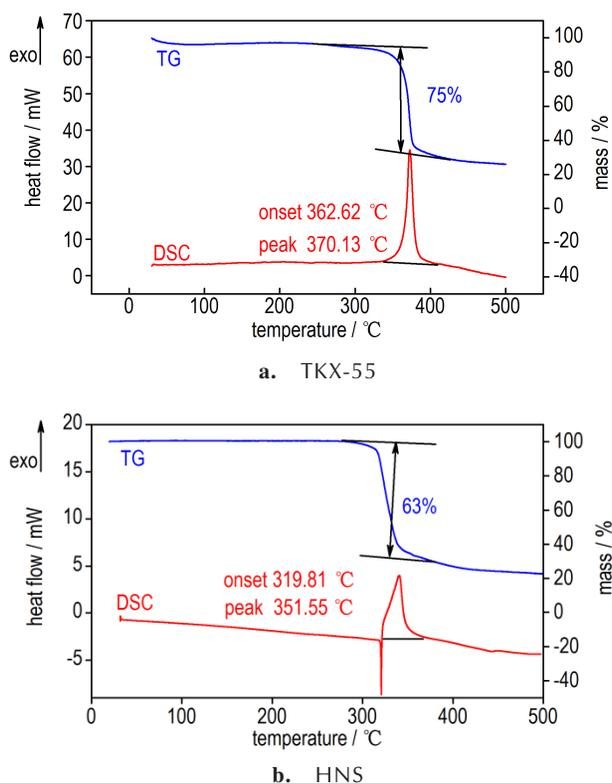 70
60
50
40
30
20
10
0
exo
heat flow / mW
TG
75%
onset 362.62 ℃
peak 370.13 ℃
DSC
100
80
60
40
20
0
-20
-40
mass / %
0 100 200 300 400 500
temperature / ℃
a. TKX-55
20
15
10
5
0
-5
exo
heat flow / mW
TG
63%
onset 319.81 ℃
peak 351.55 ℃
DSC
100
80
60
40
20
0
-20
-40
mass / %
0 100 200 300 400 500
temperature / ℃
b. HNS